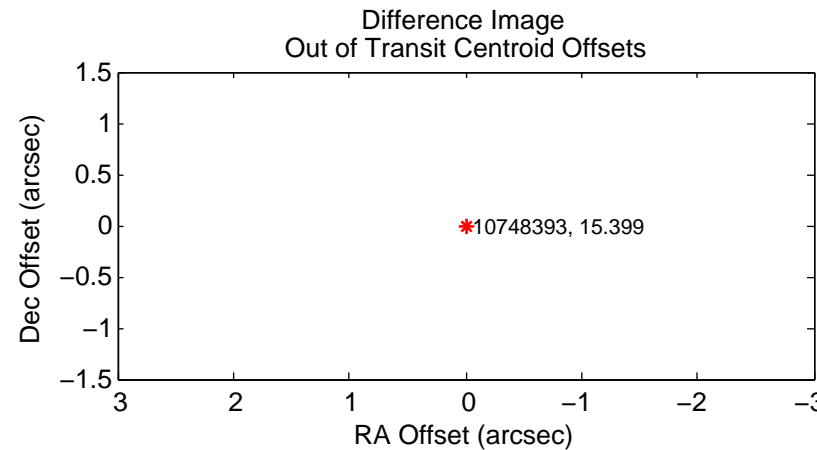 Difference Image
Out of Transit Centroid Offsets
1.5
1
0.5
0
−0.5
−1
−1.5
Dec Offset (arcsec)
10748393, 15.399
3 2 1 0 −1 −2 −3
RA Offset (arcsec)